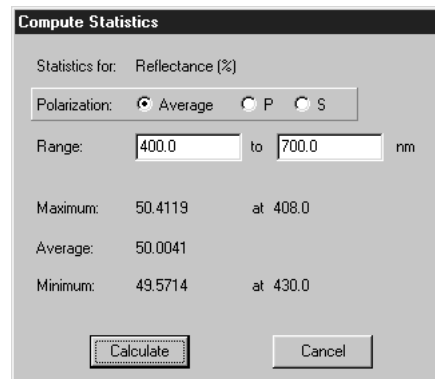 Compute Statistics
Statistics for: Reflectance (%)
Polarization: Average P S
Range: 400.0 to 700.0 nm
Maximum: 50.4119 at 408.0
Average: 50.0041
Minimum: 49.5714 at 430.0
Calculate Cancel